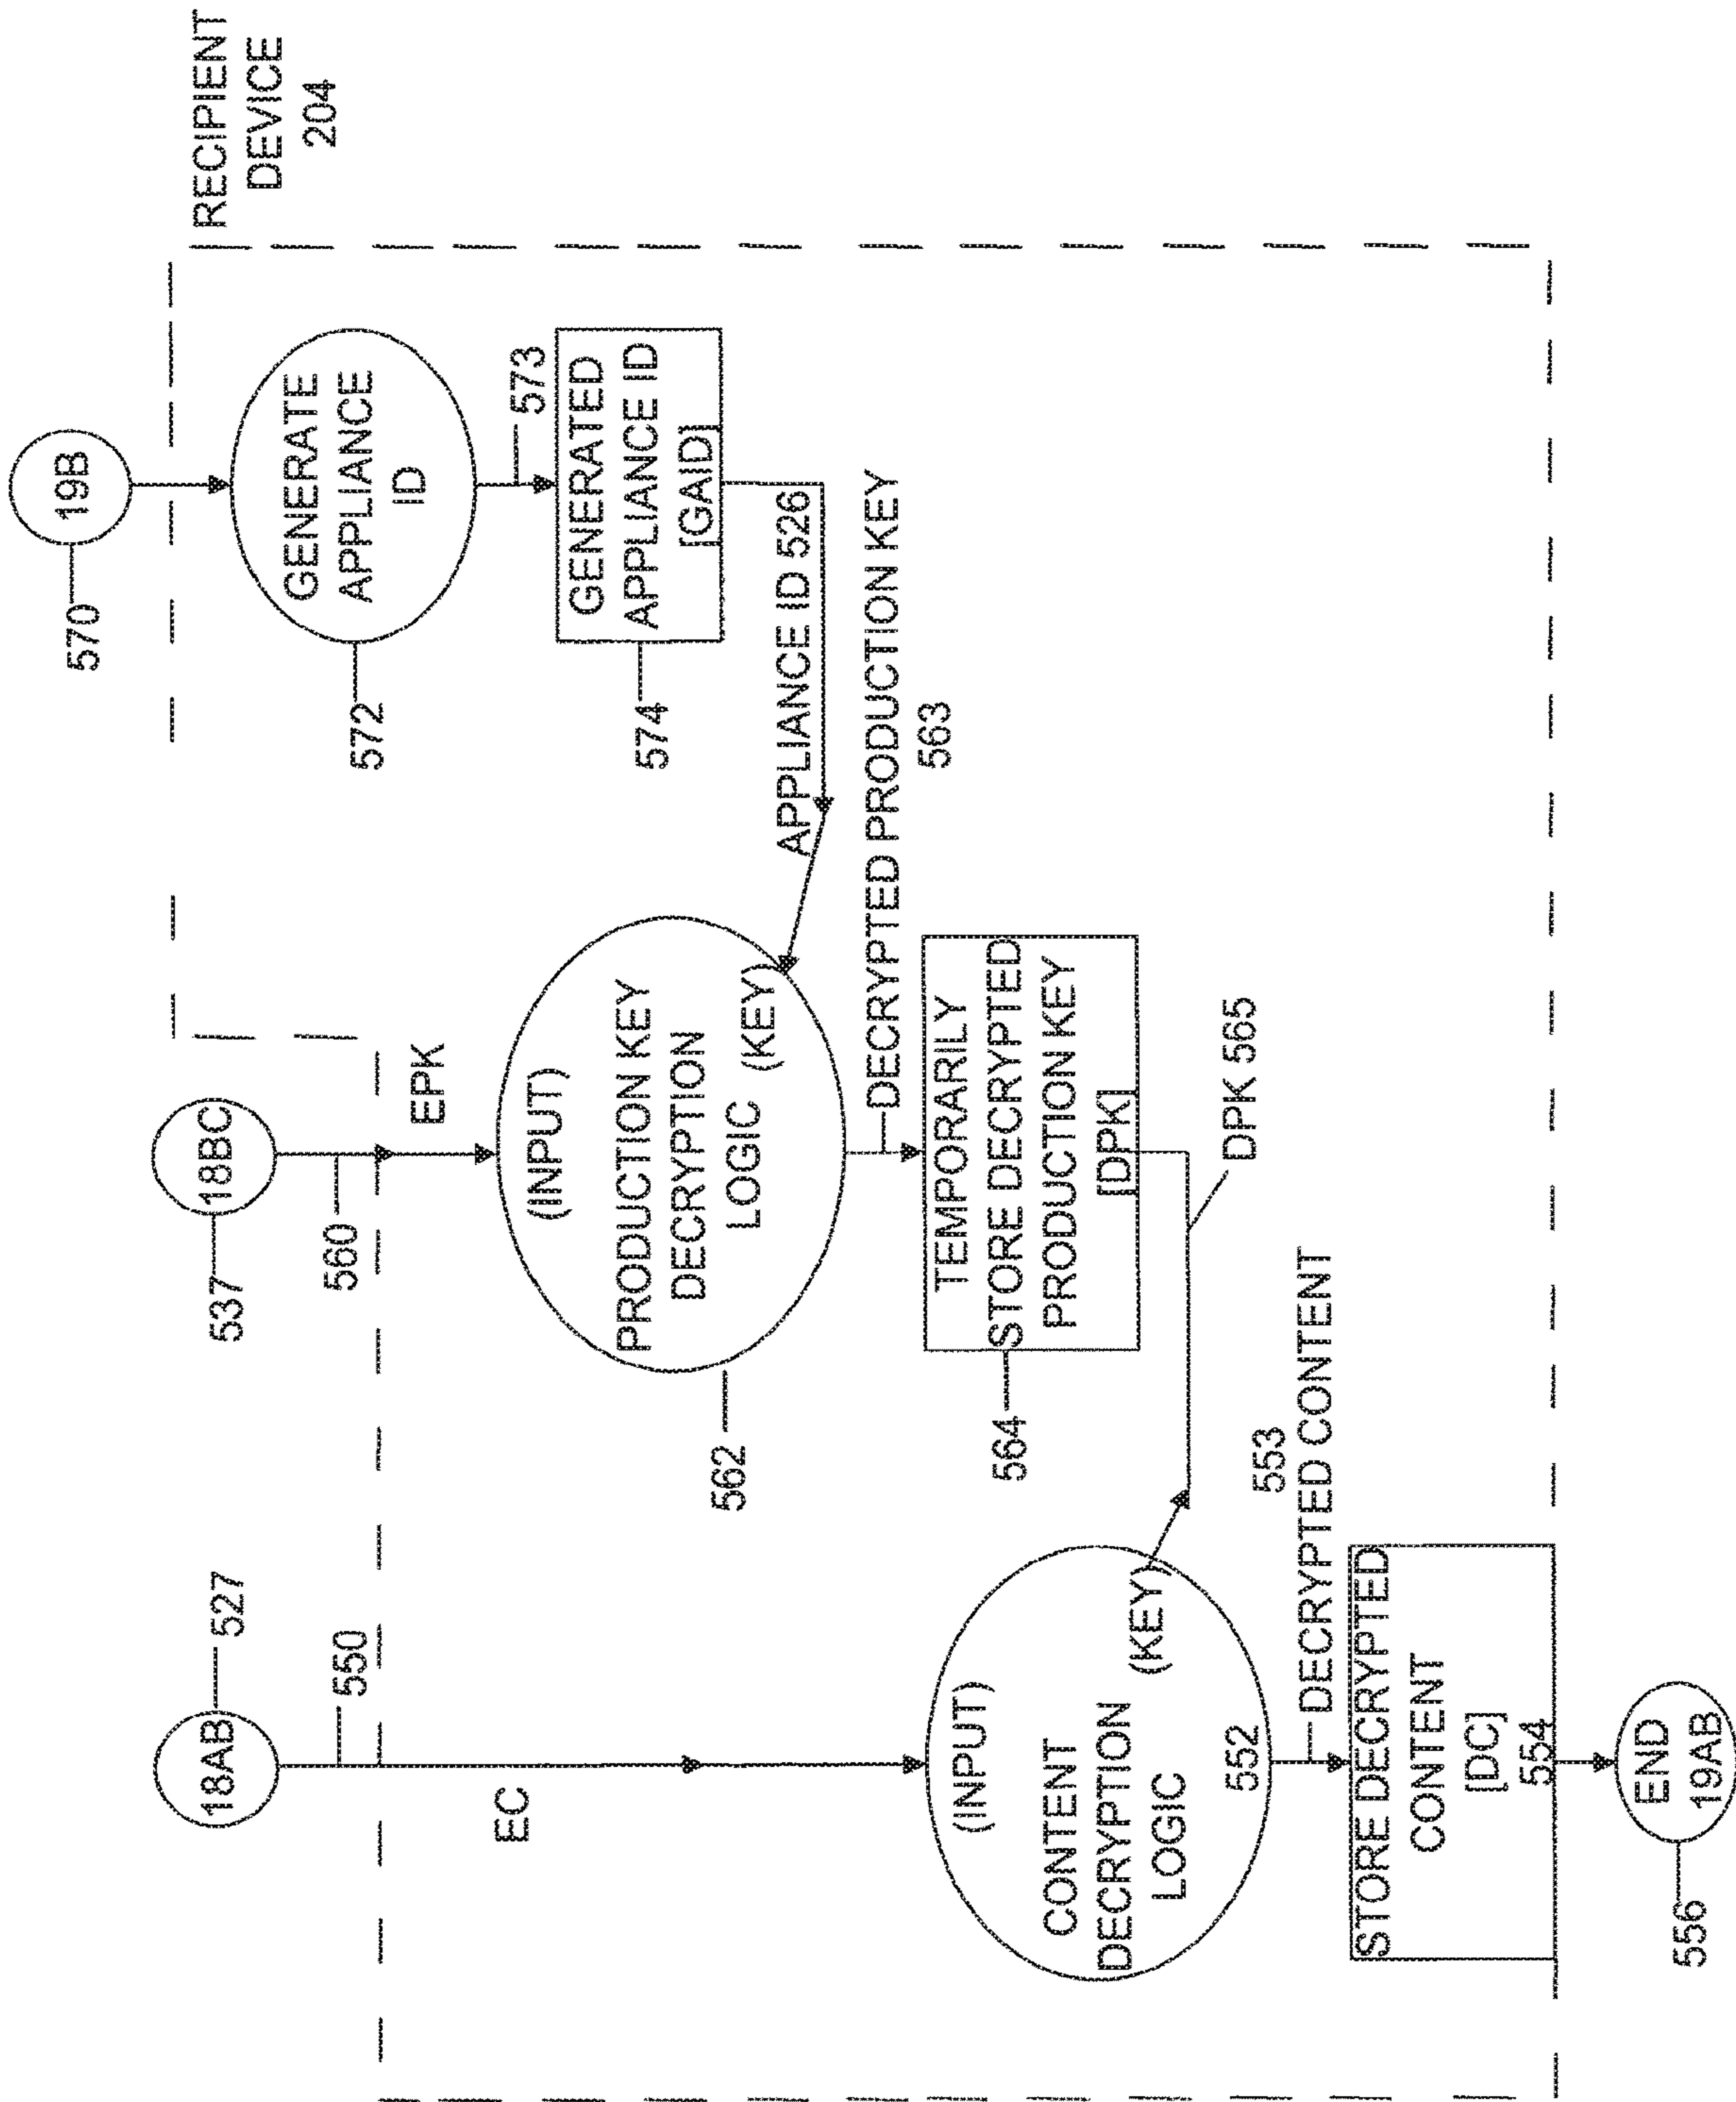 RECIPIENT
DEVICE
204
19B
570
GENERATE
APPLIANCE
ID
572
573
GENERATED
APPLIANCE ID
[GAID]
574
APPLIANCE ID 526
18BC
537
560
EPK
(INPUT)
PRODUCTION KEY
DECRYPTION
LOGIC (KEY)
562
DECRYPTED PRODUCTION KEY
563
TEMPORARILY
STORE DECRYPTED
PRODUCTION KEY
[DPK]
564
DPK 565
18AB
527
550
EC
(INPUT)
CONTENT
DECRYPTION
LOGIC
(KEY)
552
553
DECRYPTED CONTENT
STORE DECRYPTED
CONTENT
[DC]
554
END
19AB
556